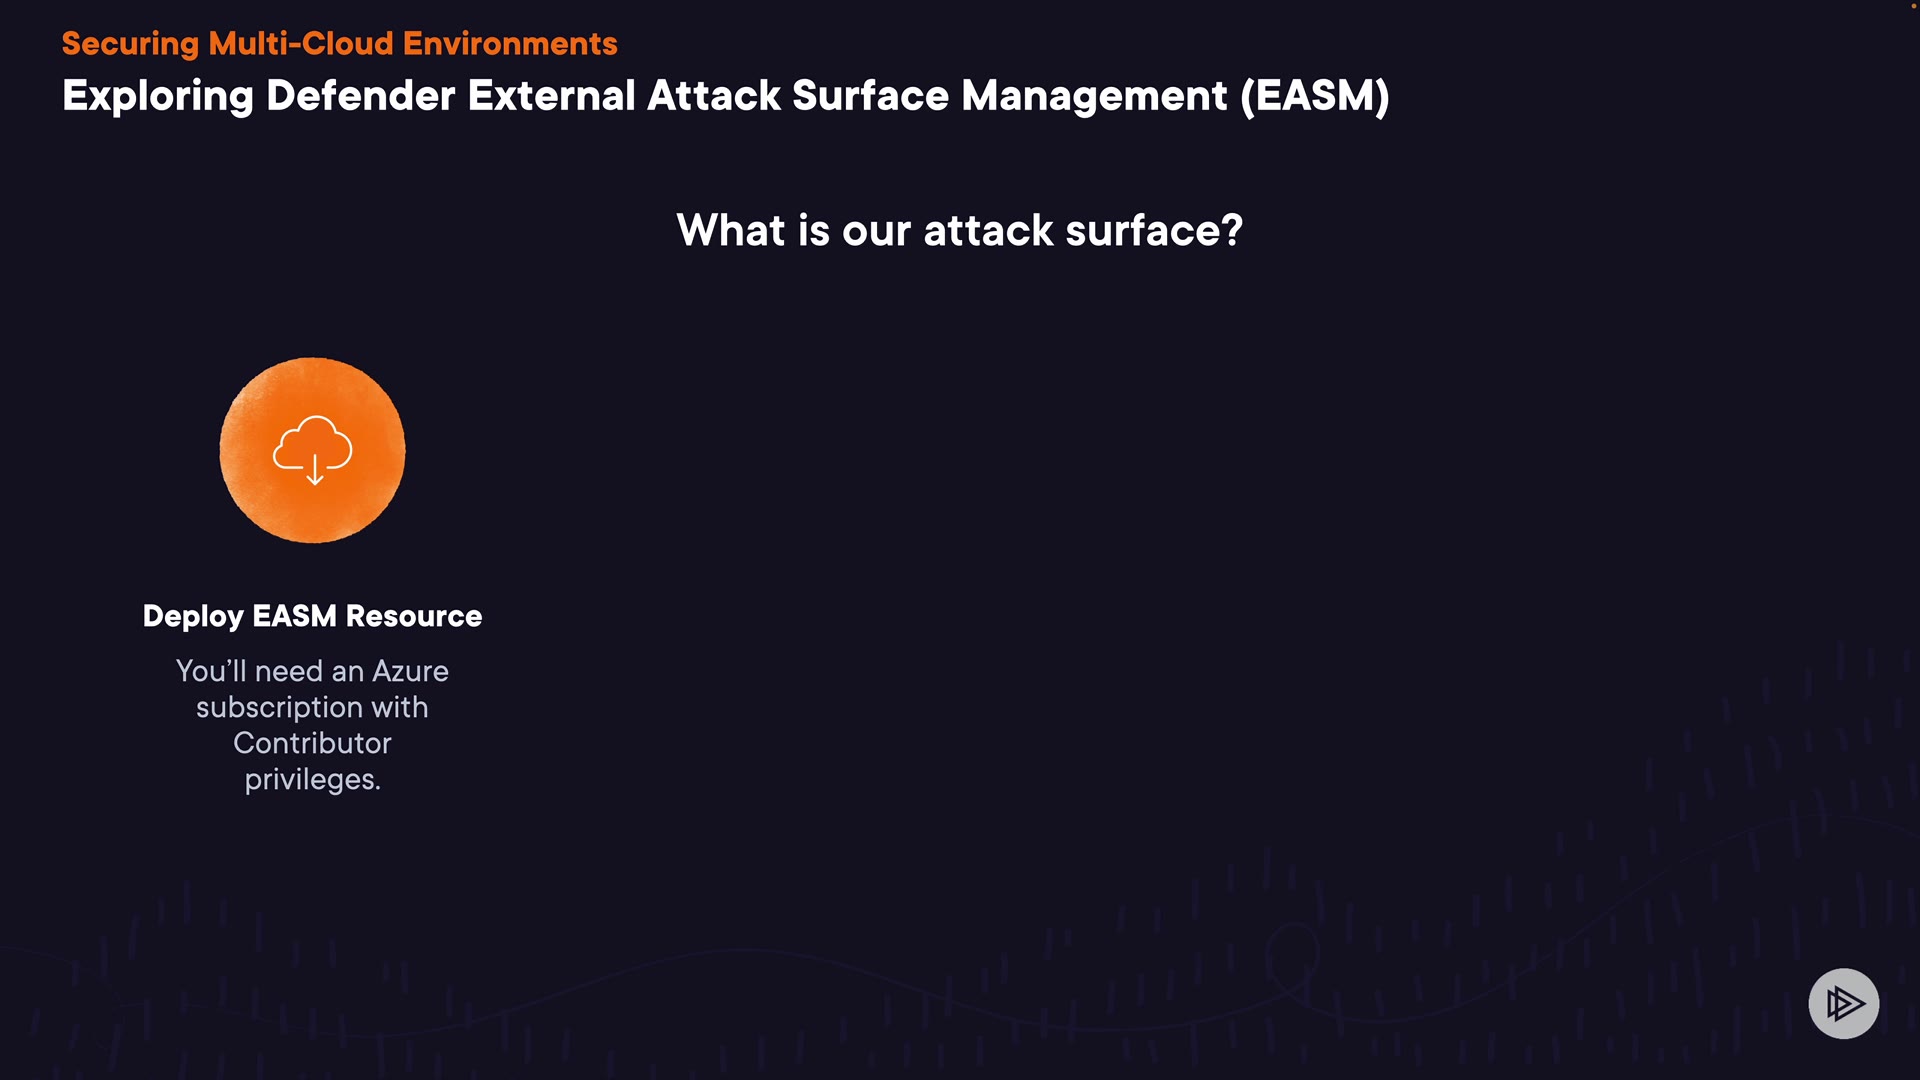 Securing Multi-Cloud Environments
Exploring Defender External Attack Surface Management (EASM)
What is our attack surface?
Deploy EASM Resource
You’ll need an Azure
subscription with
Contributor
privileges.